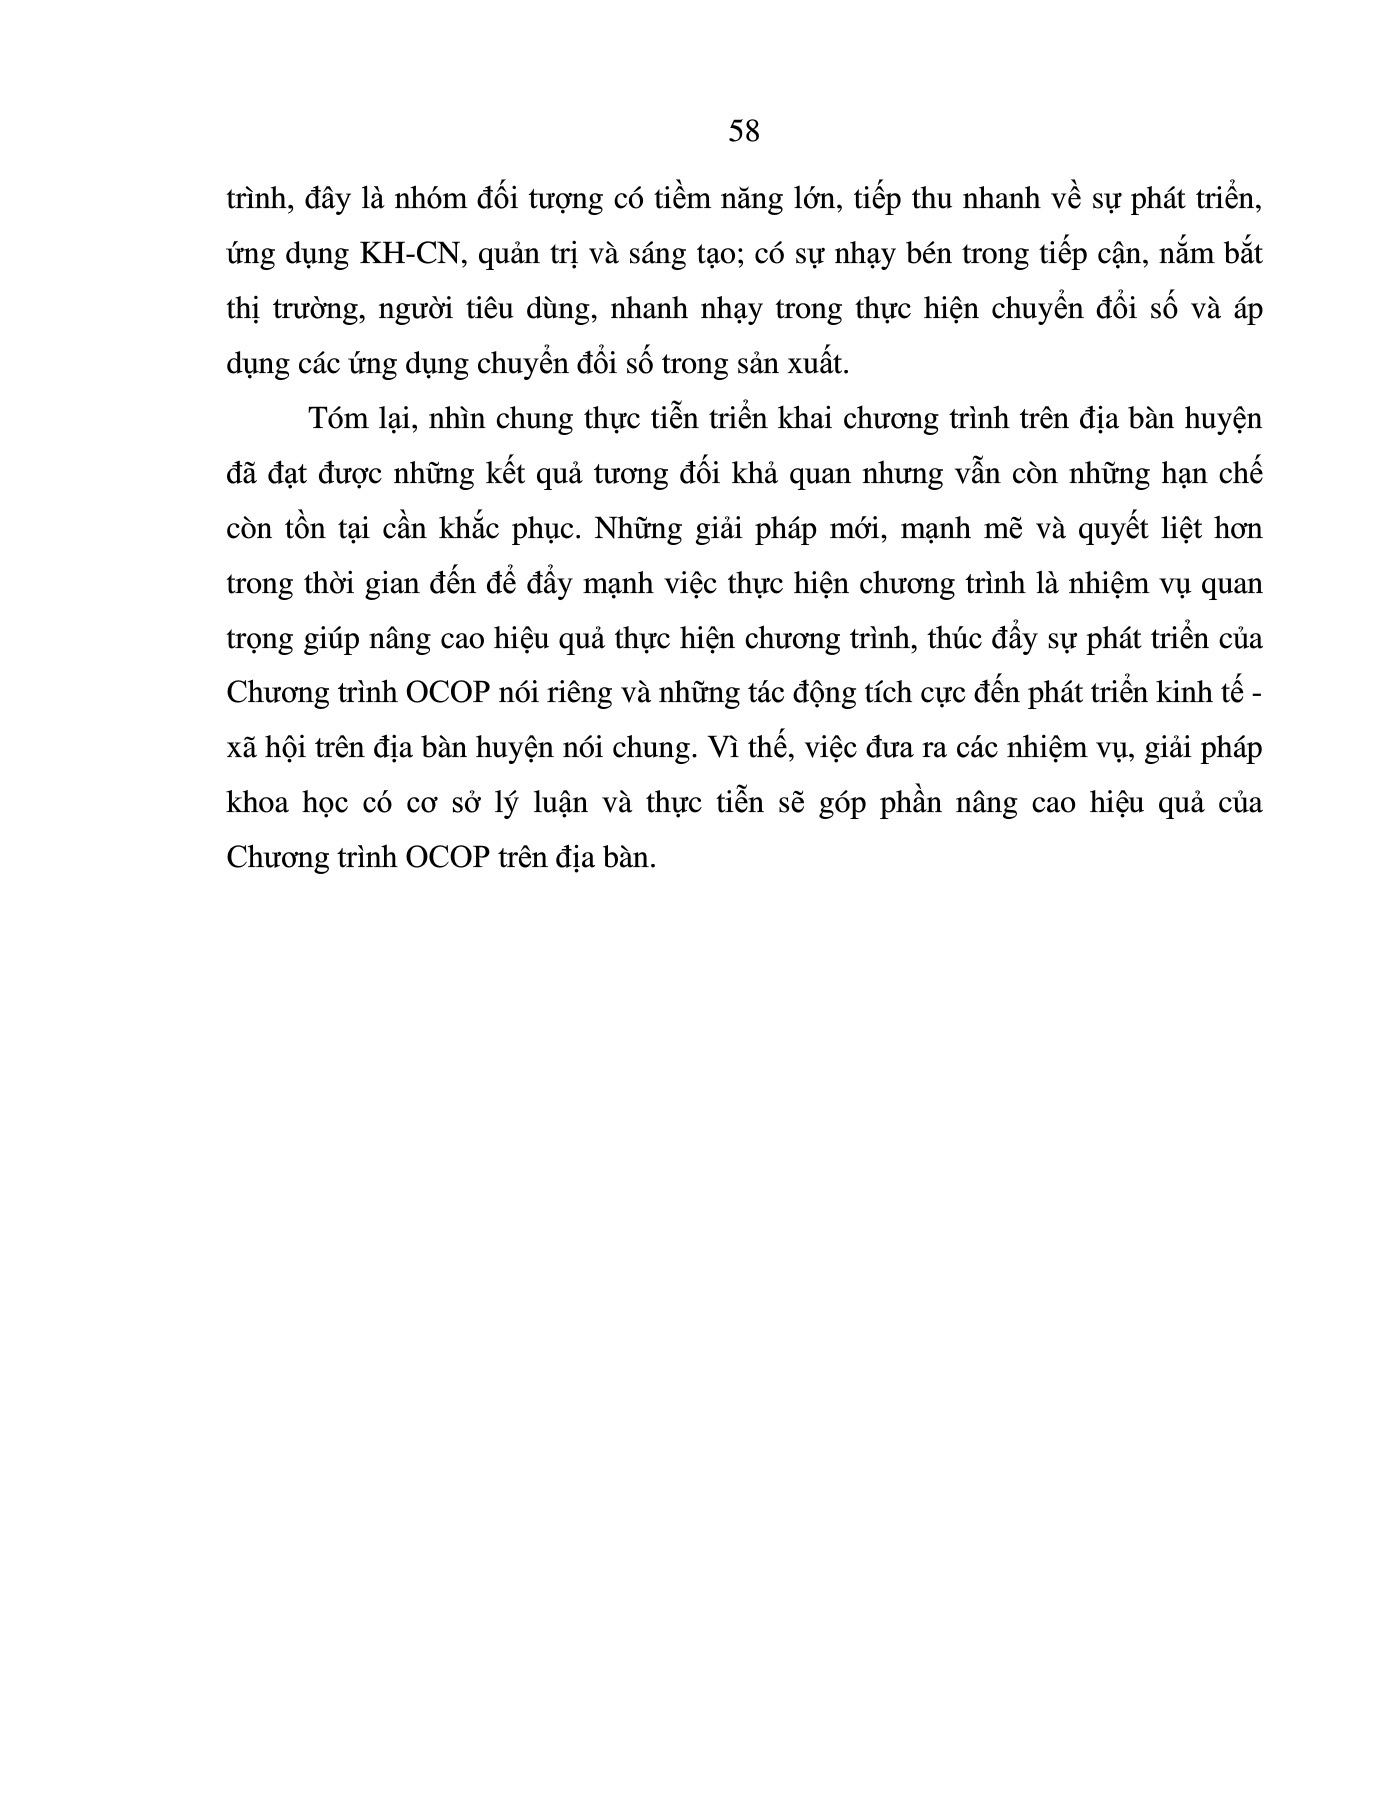 58
trình, đây là nhóm đối tượng có tiềm năng lớn, tiếp thu nhanh về sự phát triển,
ứng dụng KH-CN, quản trị và sáng tạo; có sự nhạy bén trong tiếp cận, nắm bắt
thị trường, người tiêu dùng, nhanh nhạy trong thực hiện chuyển đổi số và áp
dụng các ứng dụng chuyển đổi số trong sản xuất.
Tóm lại, nhìn chung thực tiễn triển khai chương trình trên địa bàn huyện
đã đạt được những kết quả tương đối khả quan nhưng vẫn còn những hạn chế
còn tồn tại cần khắc phục. Những giải pháp mới, mạnh mẽ và quyết liệt hơn
trong thời gian đến để đẩy mạnh việc thực hiện chương trình là nhiệm vụ quan
trọng giúp nâng cao hiệu quả thực hiện chương trình, thúc đẩy sự phát triển của
Chương trình OCOP nói riêng và những tác động tích cực đến phát triển kinh tế -
xã hội trên địa bàn huyện nói chung. Vì thế, việc đưa ra các nhiệm vụ, giải pháp
khoa học có cơ sở lý luận và thực tiễn sẽ góp phần nâng cao hiệu quả của
Chương trình OCOP trên địa bàn.